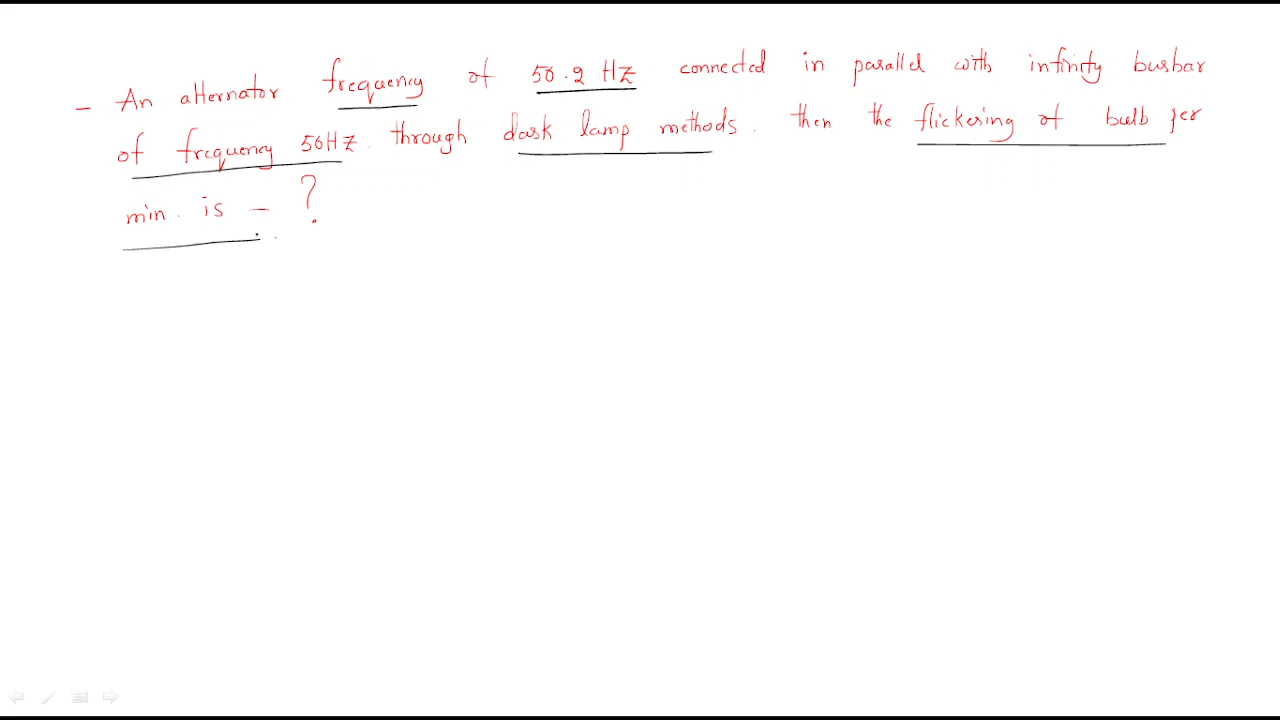 - An alternator frequency of 50.2 HZ connected in parallel with infinity busbar
of frequency 50HZ. through dark lamp methods. then the flickering of bulb per
min. is - ?